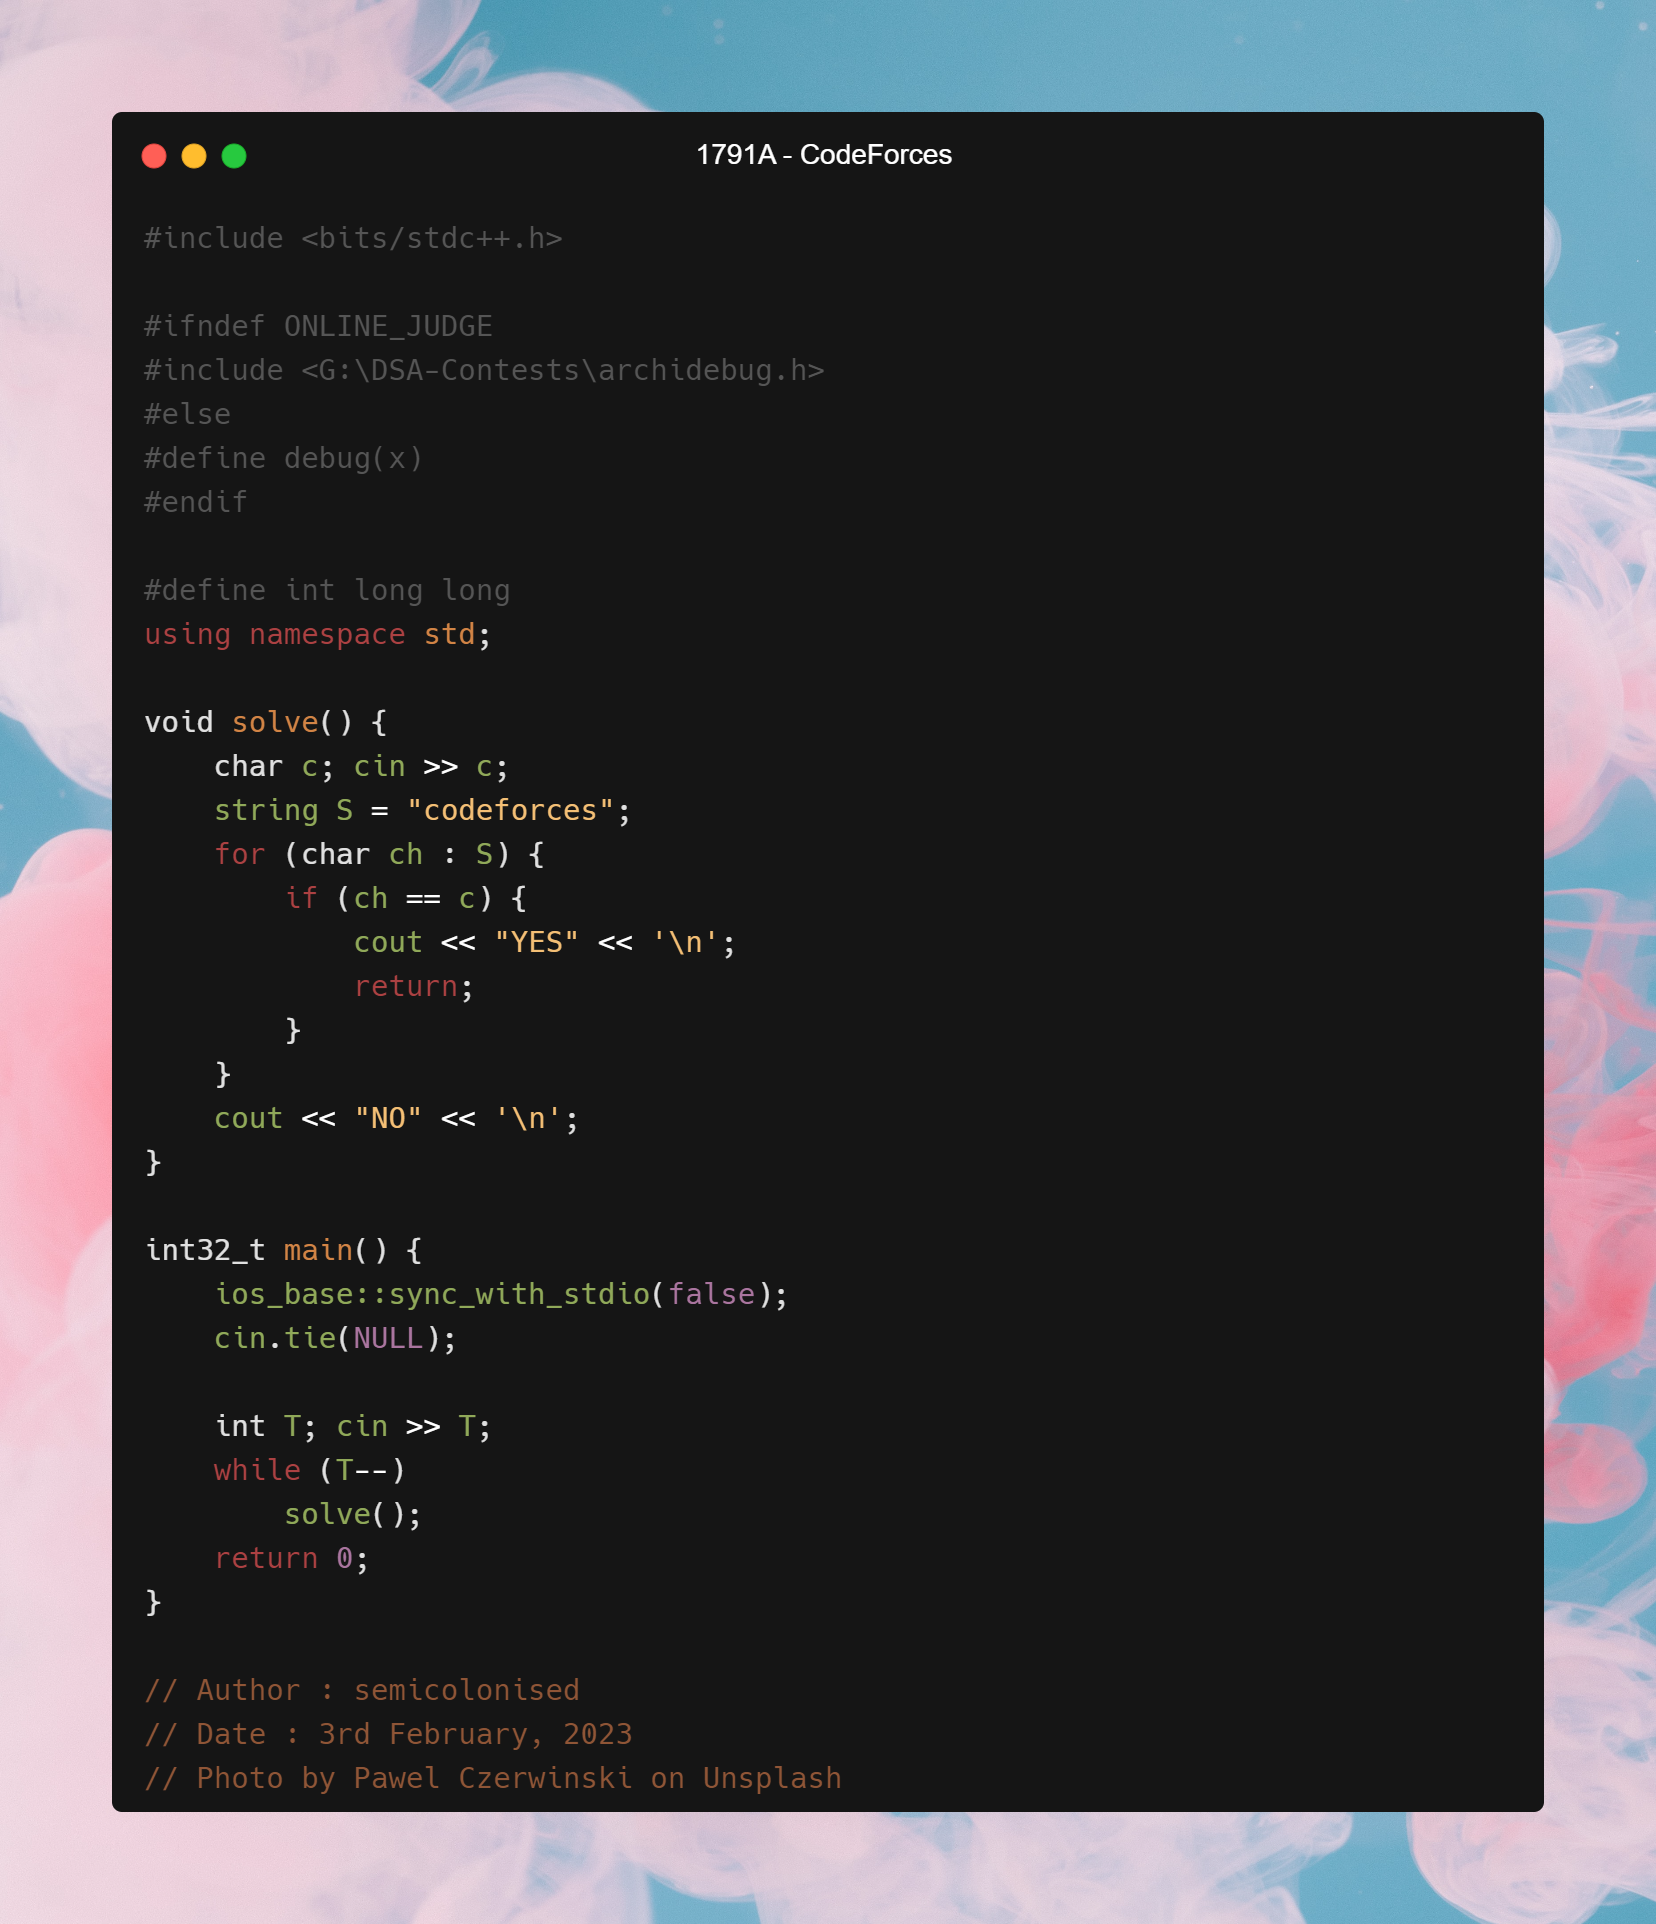 1791A - CodeForces
#include <bits/stdc++.h>
#ifndef ONLINE_JUDGE
#include <G:\DSA-Contests\archidebug.h>
#else
#define debug(x)
#endif
#define int long long
using namespace std;
void solve() {
    char c; cin >> c;
    string S = "codeforces";
    for (char ch : S) {
        if (ch == c) {
            cout << "YES" << '\n';
            return;
        }
    }
    cout << "NO" << '\n';
}
int32_t main() {
    ios_base::sync_with_stdio(false);
    cin.tie(NULL);
    int T; cin >> T;
    while (T--)
        solve();
    return 0;
}
// Author : semicolonised
// Date : 3rd February, 2023
// Photo by Pawel Czerwinski on Unsplash